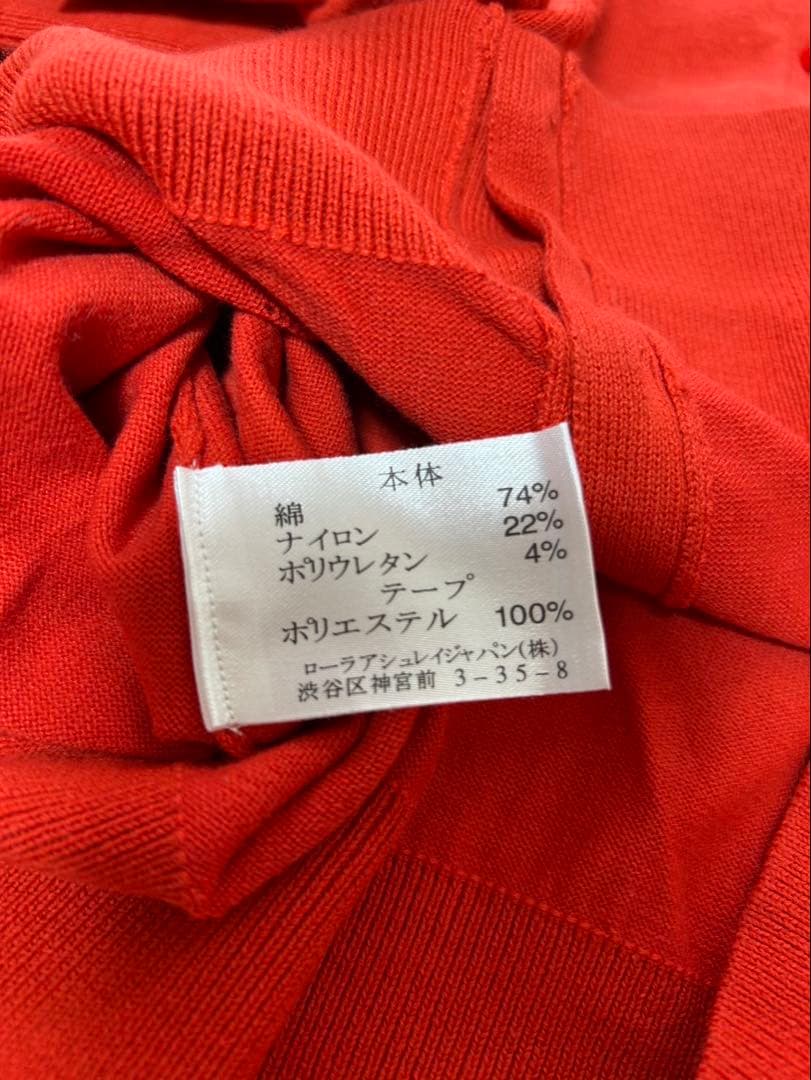 本体
綿 74%
ナイロン 22%
ポリウレタン 4%
テープ
ポリエステル 100%
ローラアシュレイジャパン(株)
渋谷区神宮前 3-35-8